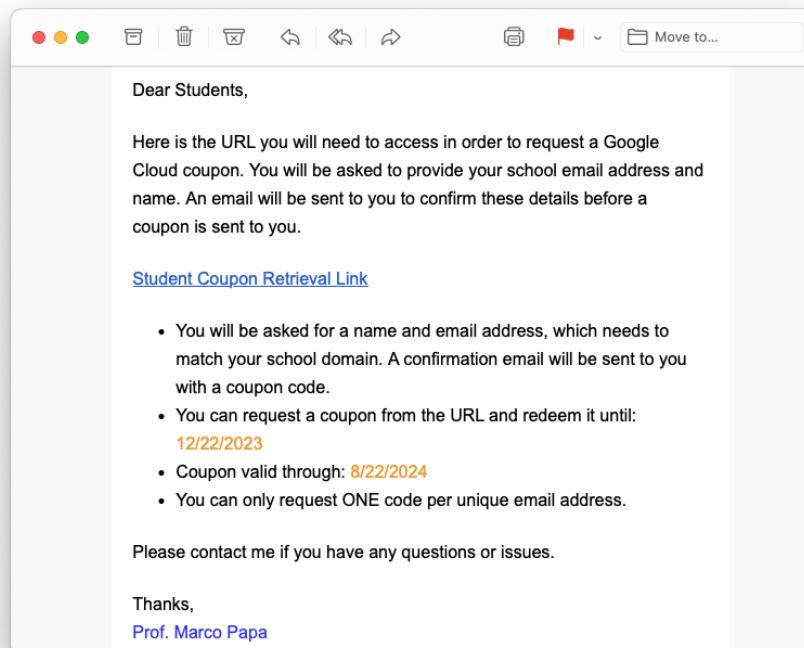 Move to...
Dear Students,
Here is the URL you will need to access in order to request a Google
Cloud coupon. You will be asked to provide your school email address and
name. An email will be sent to you to confirm these details before a
coupon is sent to you.
Student Coupon Retrieval Link
• You will be asked for a name and email address, which needs to
match your school domain. A confirmation email will be sent to you
with a coupon code.
• You can request a coupon from the URL and redeem it until:
12/22/2023
• Coupon valid through: 8/22/2024
• You can only request ONE code per unique email address.
Please contact me if you have any questions or issues.
Thanks,
Prof. Marco Papa